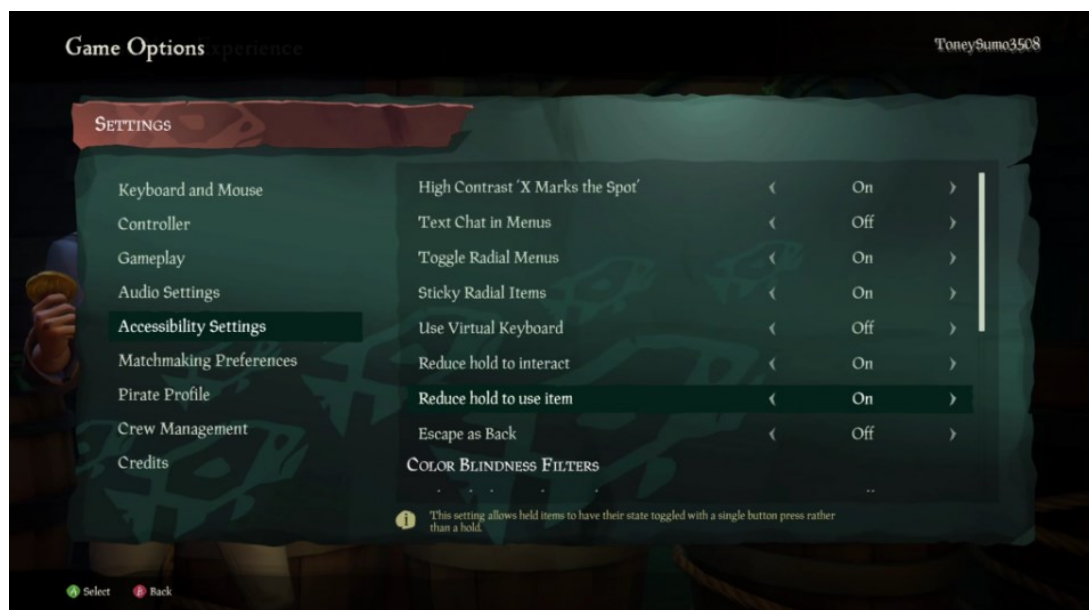 Game Options
ToneySumo3508
Settings
Keyboard and Mouse
Controller
Gameplay
Audio Settings
Accessibility Settings
Matchmaking Preferences
Pirate Profile
Crew Management
Credits
High Contrast ‘X Marks the Spot’ On
Text Chat in Menus Off
Toggle Radial Menus On
Sticky Radial Items On
Use Virtual Keyboard Off
Reduce hold to interact On
Reduce hold to use item On
Escape as Back Off
Color Blindness Filters
This setting allows held items to have their state toggled with a single button press rather
than a hold.
A Select B Back